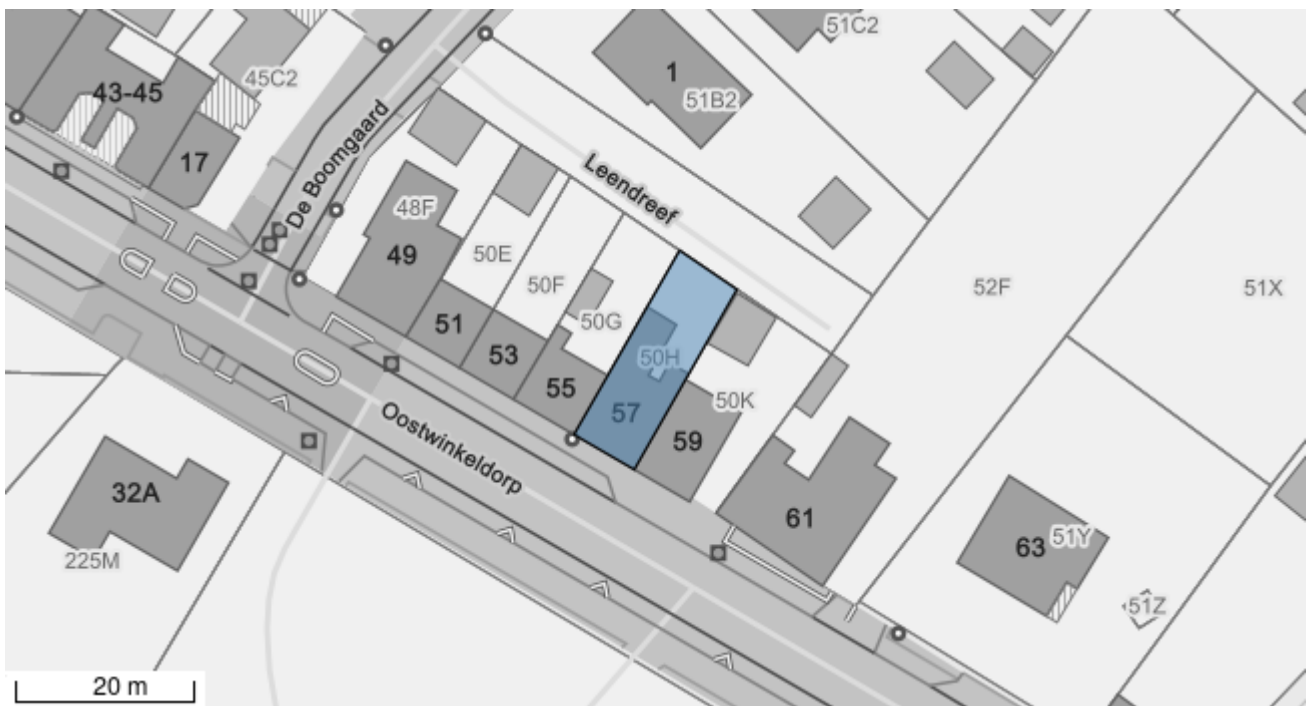 51C2
1
51B2
45C2
43-45
17
De Boomgaard
Leendreef
48F
49
50E
50F
50G
52F
51X
51
53
55
50H
57
50K
59
Oostwinkeldorp
32A
225M
61
63
51Y
51Z
20 m